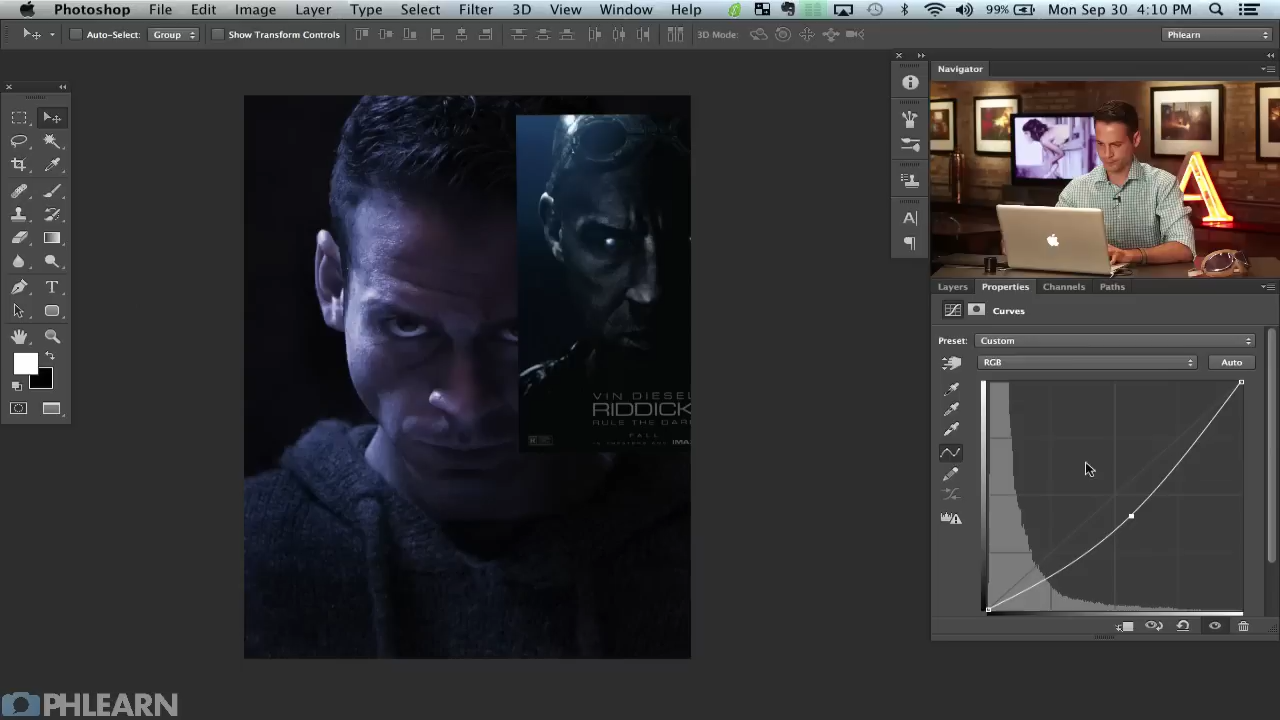 Photoshop File Edit Image Layer Type Select Filter 3D View Window Help 99% Mon Sep 30 4:10 PM
Auto-Select: Group Show Transform Controls 3D Mode: Phlearn
Navigator
A
VIN DIESEL
RIDDICK
RULE THE DARK
FALL
Layers Properties Channels Paths
Curves
Preset: Custom
RGB Auto
PHLEARN